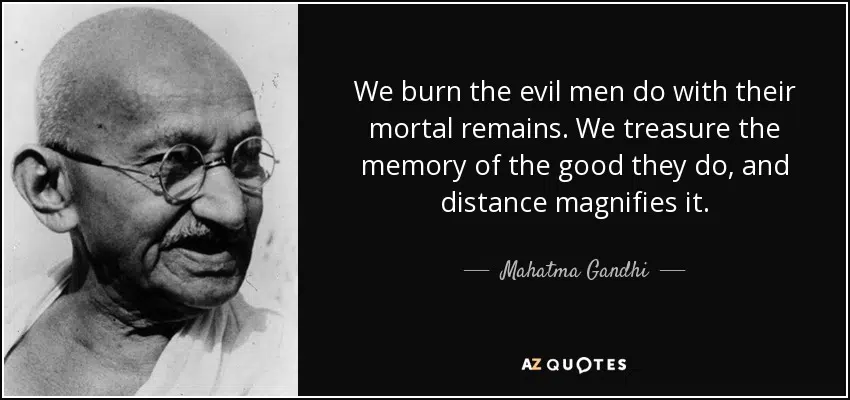 We burn the evil men do with their
mortal remains. We treasure the
memory of the good they do, and
distance magnifies it.
Mahatma Gandhi
AZ QUOTES